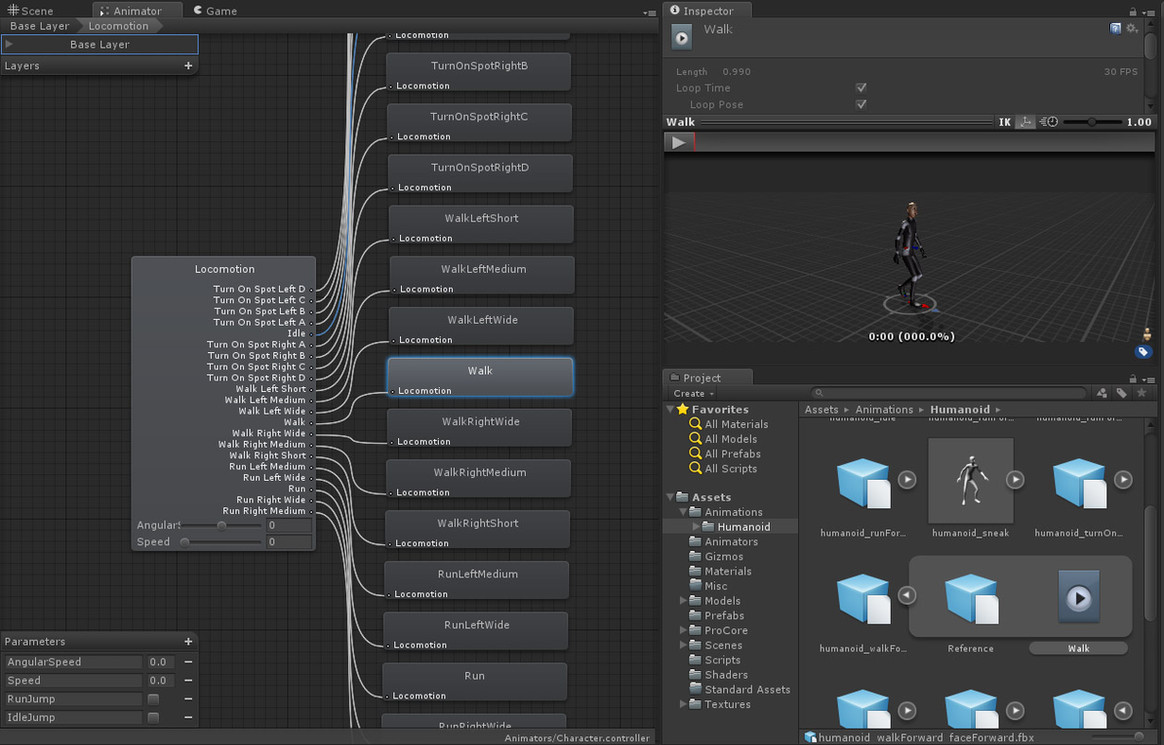 Scene
Animator
Game
Base Layer
Locomotion
Base Layer
Layers
+
Locomotion
TurnOnSpotRightB
Locomotion
TurnOnSpotRightC
Locomotion
TurnOnSpotRightD
Locomotion
WalkLeftShort
Locomotion
WalkLeftMedium
Locomotion
WalkLeftWide
Locomotion
Walk
Locomotion
WalkRightWide
Locomotion
WalkRightMedium
Locomotion
WalkRightShort
Locomotion
RunLeftMedium
Locomotion
RunLeftWide
Locomotion
Run
Locomotion
RunRightWide
Locomotion
Turn On Spot Left D
Turn On Spot Left C
Turn On Spot Left B
Turn On Spot Left A
Idle
Turn On Spot Right A
Turn On Spot Right B
Turn On Spot Right C
Turn On Spot Right D
Walk Left Short
Walk Left Medium
Walk Left Wide
Walk
Walk Right Wide
Walk Right Medium
Walk Right Short
Run Left Medium
Run Left Wide
Run
Run Right Wide
Run Right Medium
Angular 0
Speed 0
Parameters +
AngularSpeed 0.0 −
Speed 0.0 −
RunJump −
IdleJump −
Animators/Character.controller
Inspector
Walk
Length 0.990 30 FPS
Loop Time
Loop Pose
Walk IK 1.00
0:00 (000.0%)
Project
Create
Favorites
All Materials
All Models
All Prefabs
All Scripts
Assets
Animations
Humanoid
Animators
Gizmos
Materials
Misc
Models
Prefabs
ProCore
Scenes
Scripts
Shaders
Standard Assets
Textures
Assets Animations Humanoid
humanoid_runFor... humanoid_sneak humanoid_turnOn...
humanoid_walkFo... Reference Walk
humanoid_walkForward_faceForward.fbx